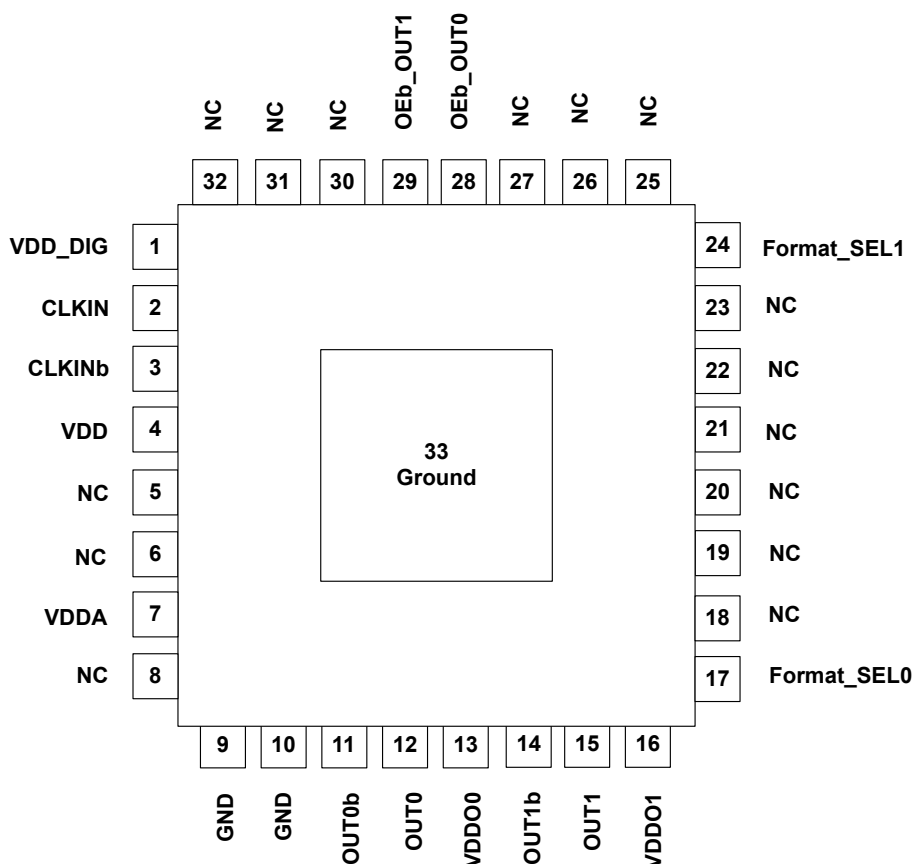 NC
NC
NC
OEb_OUT1
OEb_OUT0
NC
NC
NC
32
31
30
29
28
27
26
25
VDD_DIG
1
CLKIN
2
CLKINb
3
VDD
4
NC
5
NC
6
VDDA
7
NC
8
33
Ground
24
Format_SEL1
23
NC
22
NC
21
NC
20
NC
19
NC
18
NC
17
Format_SEL0
9
10
11
12
13
14
15
16
GND
GND
OUT0b
OUT0
VDDO0
OUT1b
OUT1
VDDO1